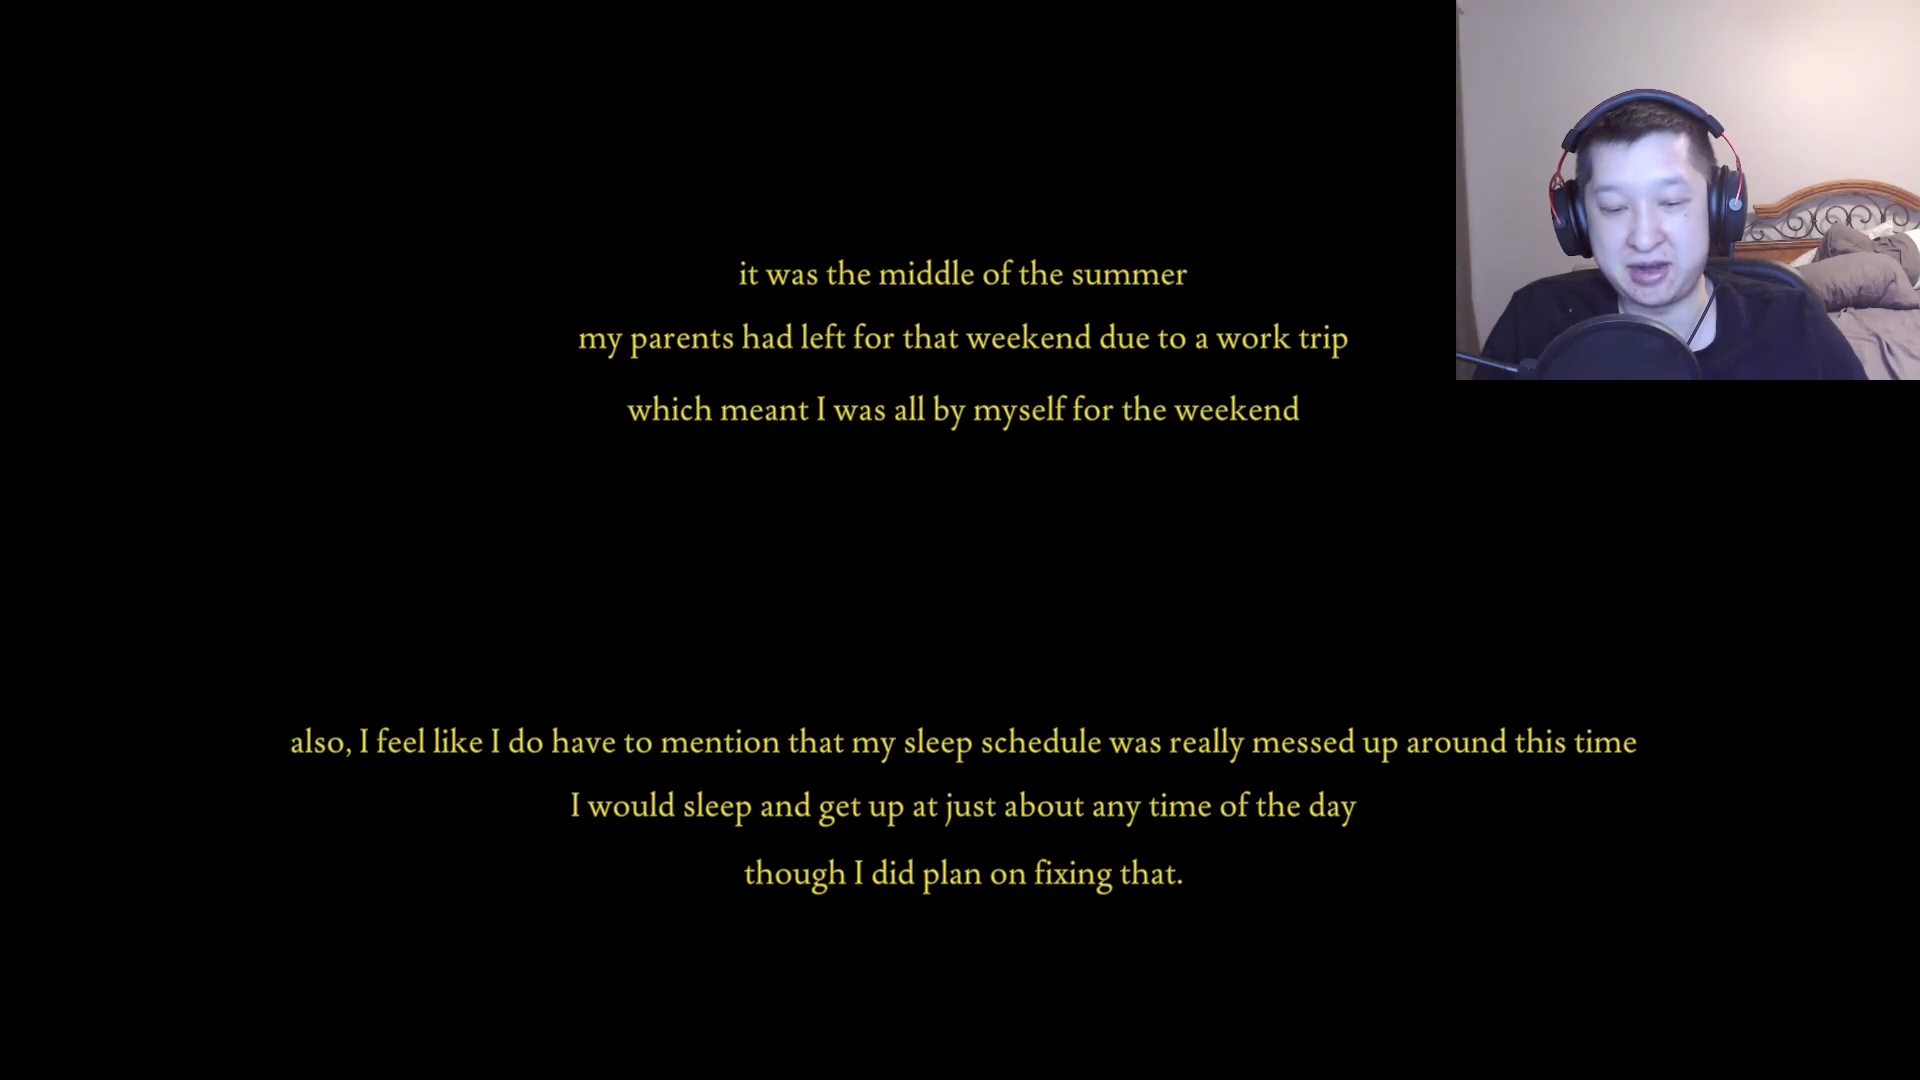 it was the middle of the summer
my parents had left for that weekend due to a work trip
which meant I was all by myself for the weekend
also, I feel like I do have to mention that my sleep schedule was really messed up around this time
I would sleep and get up at just about any time of the day
though I did plan on fixing that.